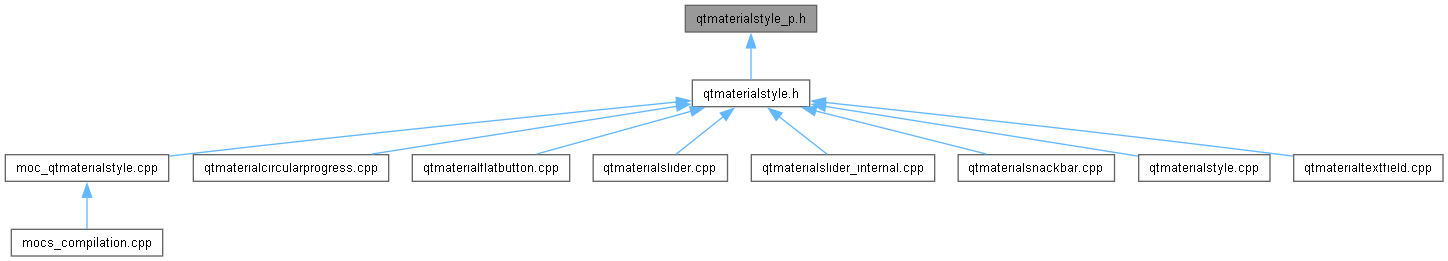 qtmaterialstyle_p.h
qtmaterialstyle.h
moc_qtmaterialstyle.cpp
qtmaterialcircularprogress.cpp
qtmaterialflatbutton.cpp
qtmaterialslider.cpp
qtmaterialslider_internal.cpp
qtmaterialsnackbar.cpp
qtmaterialstyle.cpp
qtmaterialtextfield.cpp
mocs_compilation.cpp